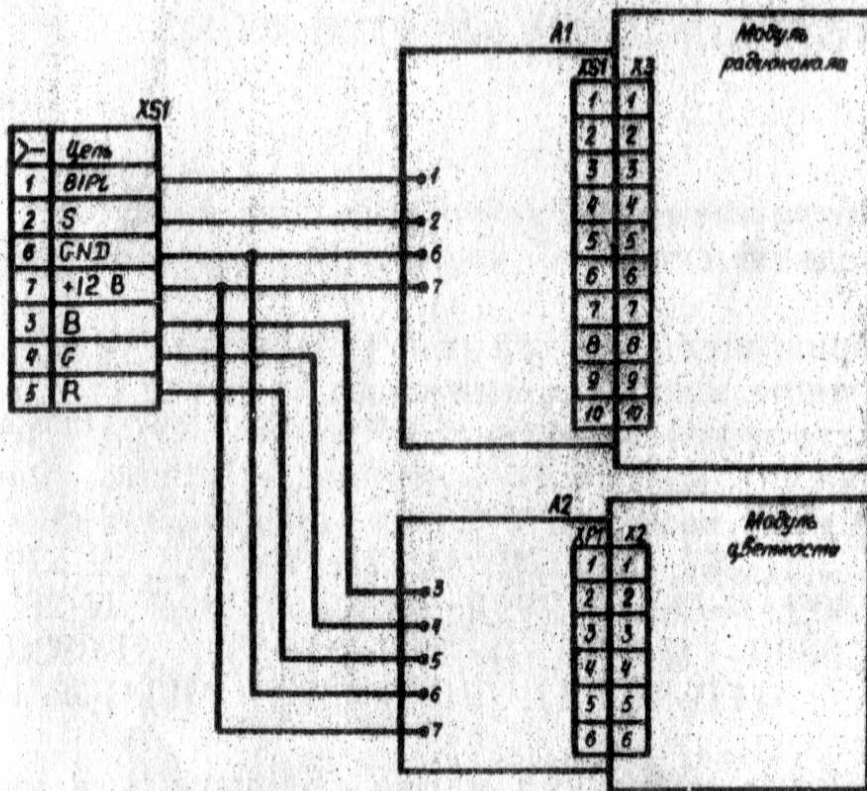 XS1
>— Цепь
1 BIPL
2 S
6 GND
7 +12 В
3 B
4 G
5 R
A1
1
2
6
7
XS1 X3
1 1
2 2
3 3
4 4
5 5
6 6
7 7
8 8
9 9
10 10
Модуль
радиоканала
A2
3
4
5
6
7
XP1 X2
1 1
2 2
3 3
4 4
5 5
6 6
Модуль
цветности